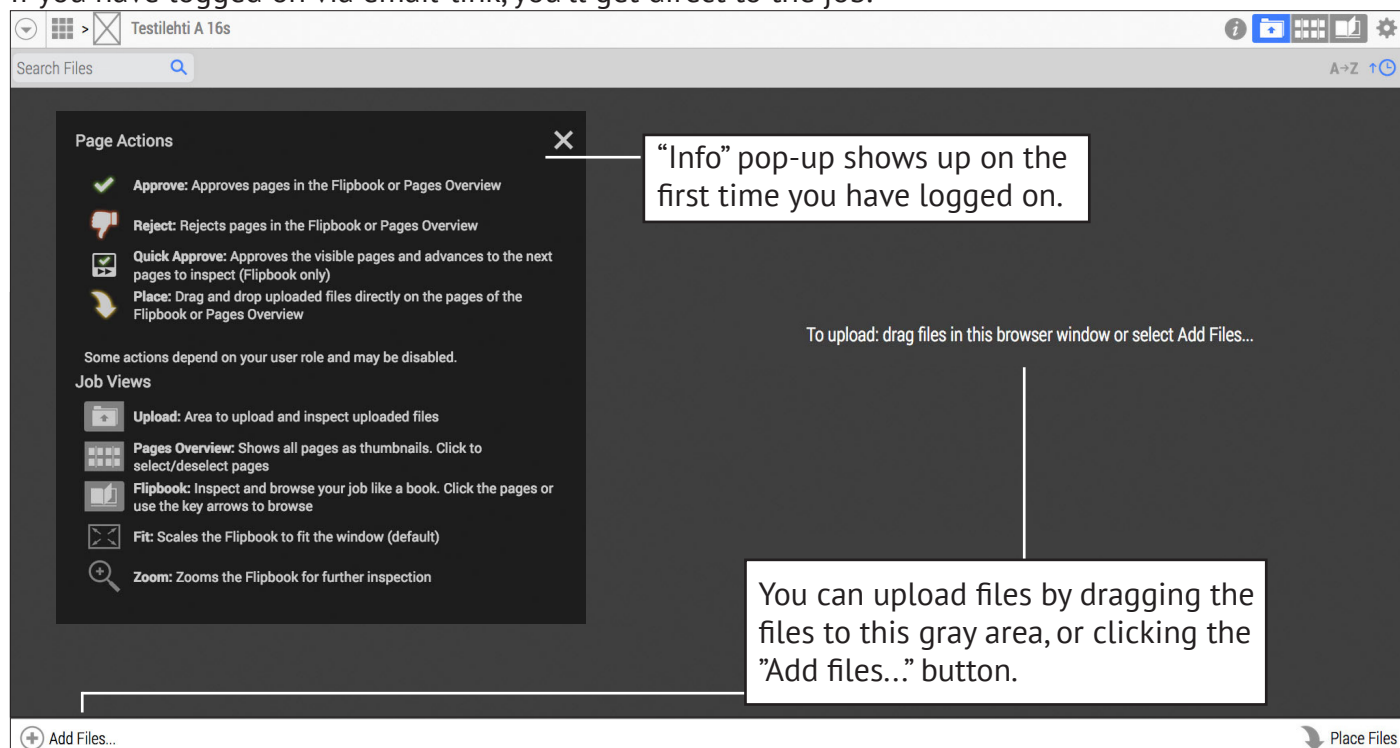 If you have logged on via email-link, you'll get direct to the job.
> Testilehti A 16s
Search Files
A→Z ↑
Page Actions
“Info” pop-up shows up on the
first time you have logged on.
Approve: Approves pages in the Flipbook or Pages Overview
Reject: Rejects pages in the Flipbook or Pages Overview
Quick Approve: Approves the visible pages and advances to the next
pages to inspect (Flipbook only)
Place: Drag and drop uploaded files directly on the pages of the
Flipbook or Pages Overview
To upload: drag files in this browser window or select Add Files...
Some actions depend on your user role and may be disabled.
Job Views
Upload: Area to upload and inspect uploaded files
Pages Overview: Shows all pages as thumbnails. Click to
select/deselect pages
Flipbook: Inspect and browse your job like a book. Click the pages or
use the key arrows to browse
Fit: Scales the Flipbook to fit the window (default)
Zoom: Zooms the Flipbook for further inspection
You can upload files by dragging the
files to this gray area, or clicking the
”Add files...” button.
Add Files...
Place Files